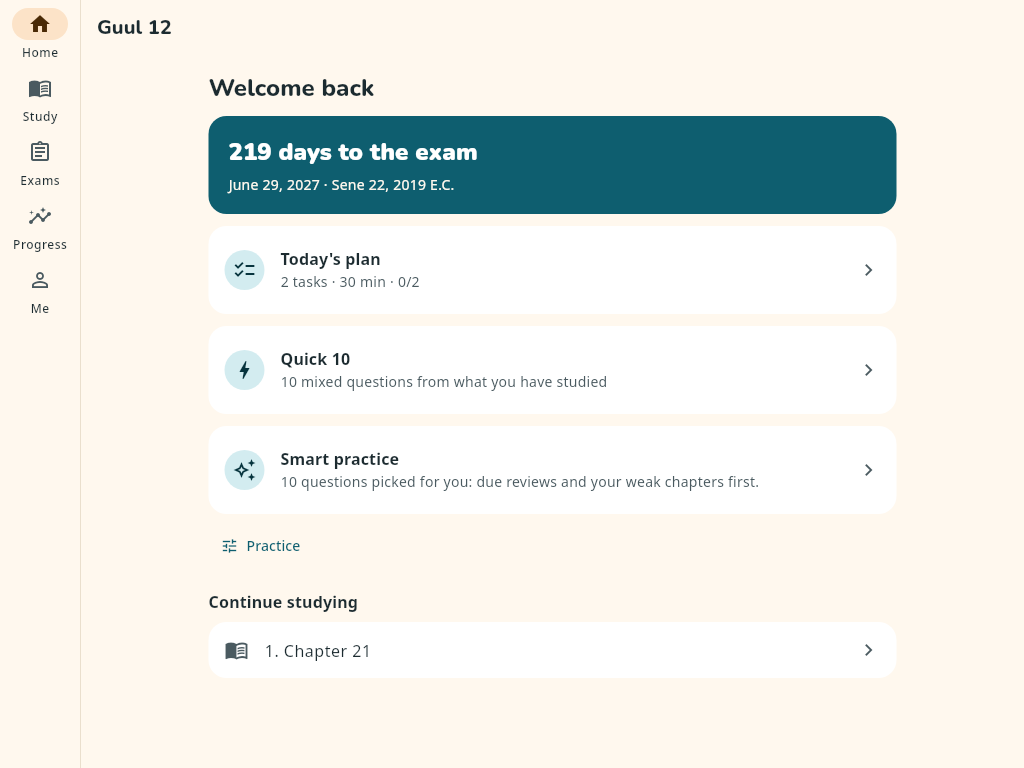 Guul 12
Home
Study
Exams
Progress
Me
Welcome back
219 days to the exam
June 29, 2027 · Sene 22, 2019 E.C.
Today's plan
2 tasks · 30 min · 0/2
Quick 10
10 mixed questions from what you have studied
Smart practice
10 questions picked for you: due reviews and your weak chapters first.
Practice
Continue studying
1. Chapter 21